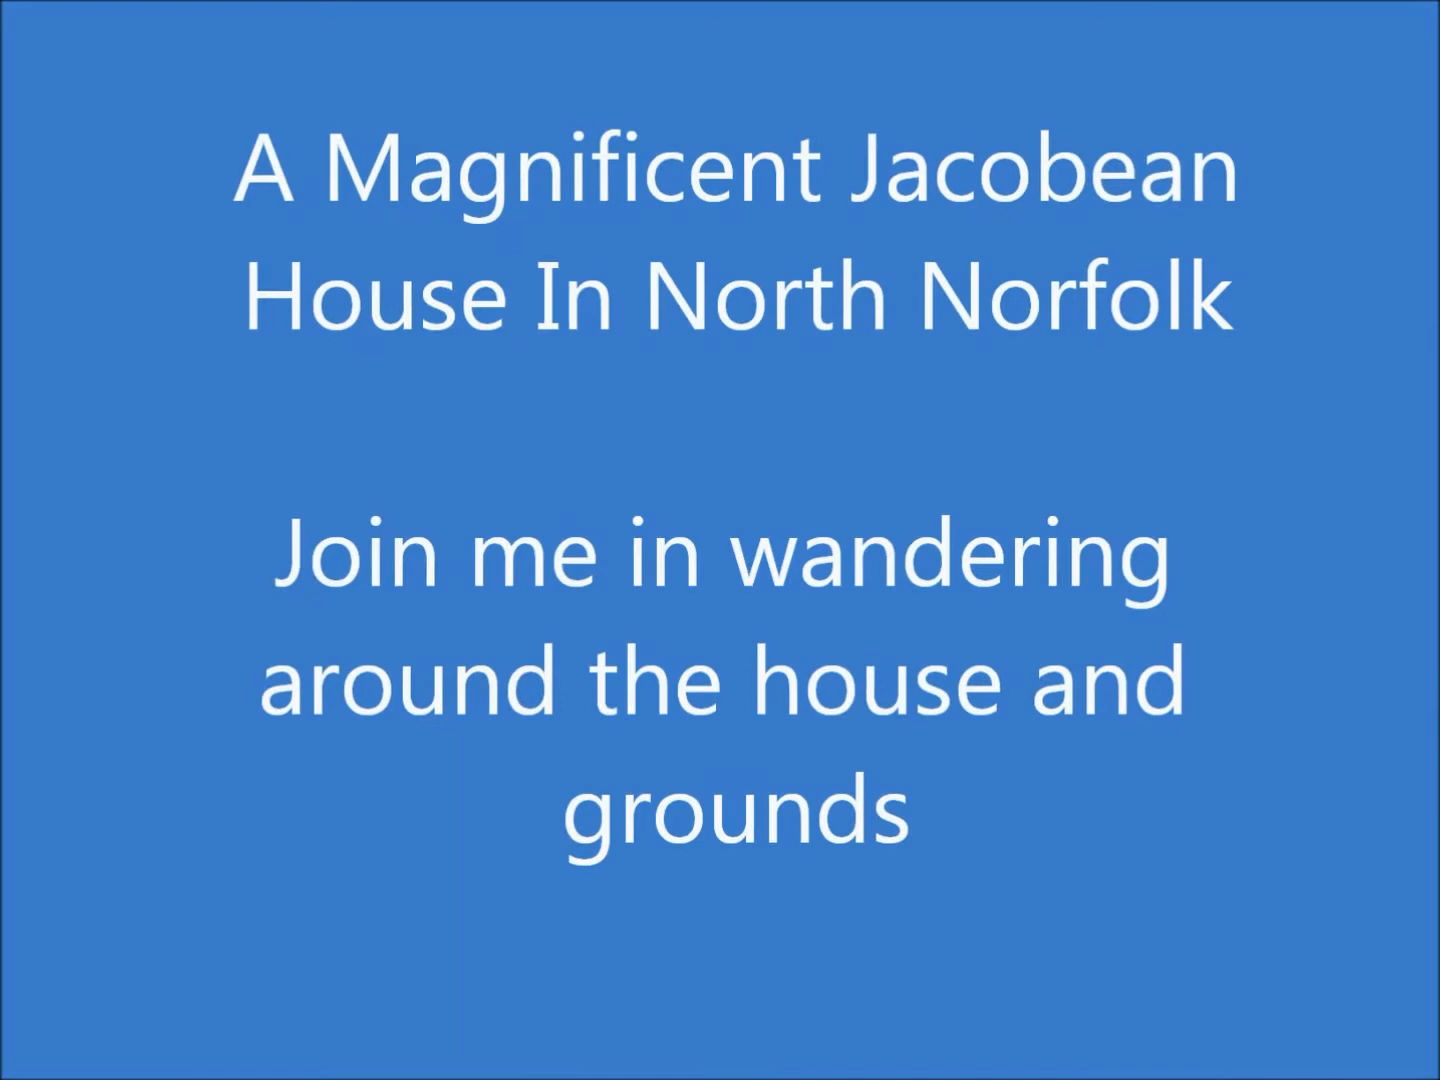 A Magnificent Jacobean
House In North Norfolk
Join me in wandering
around the house and
grounds